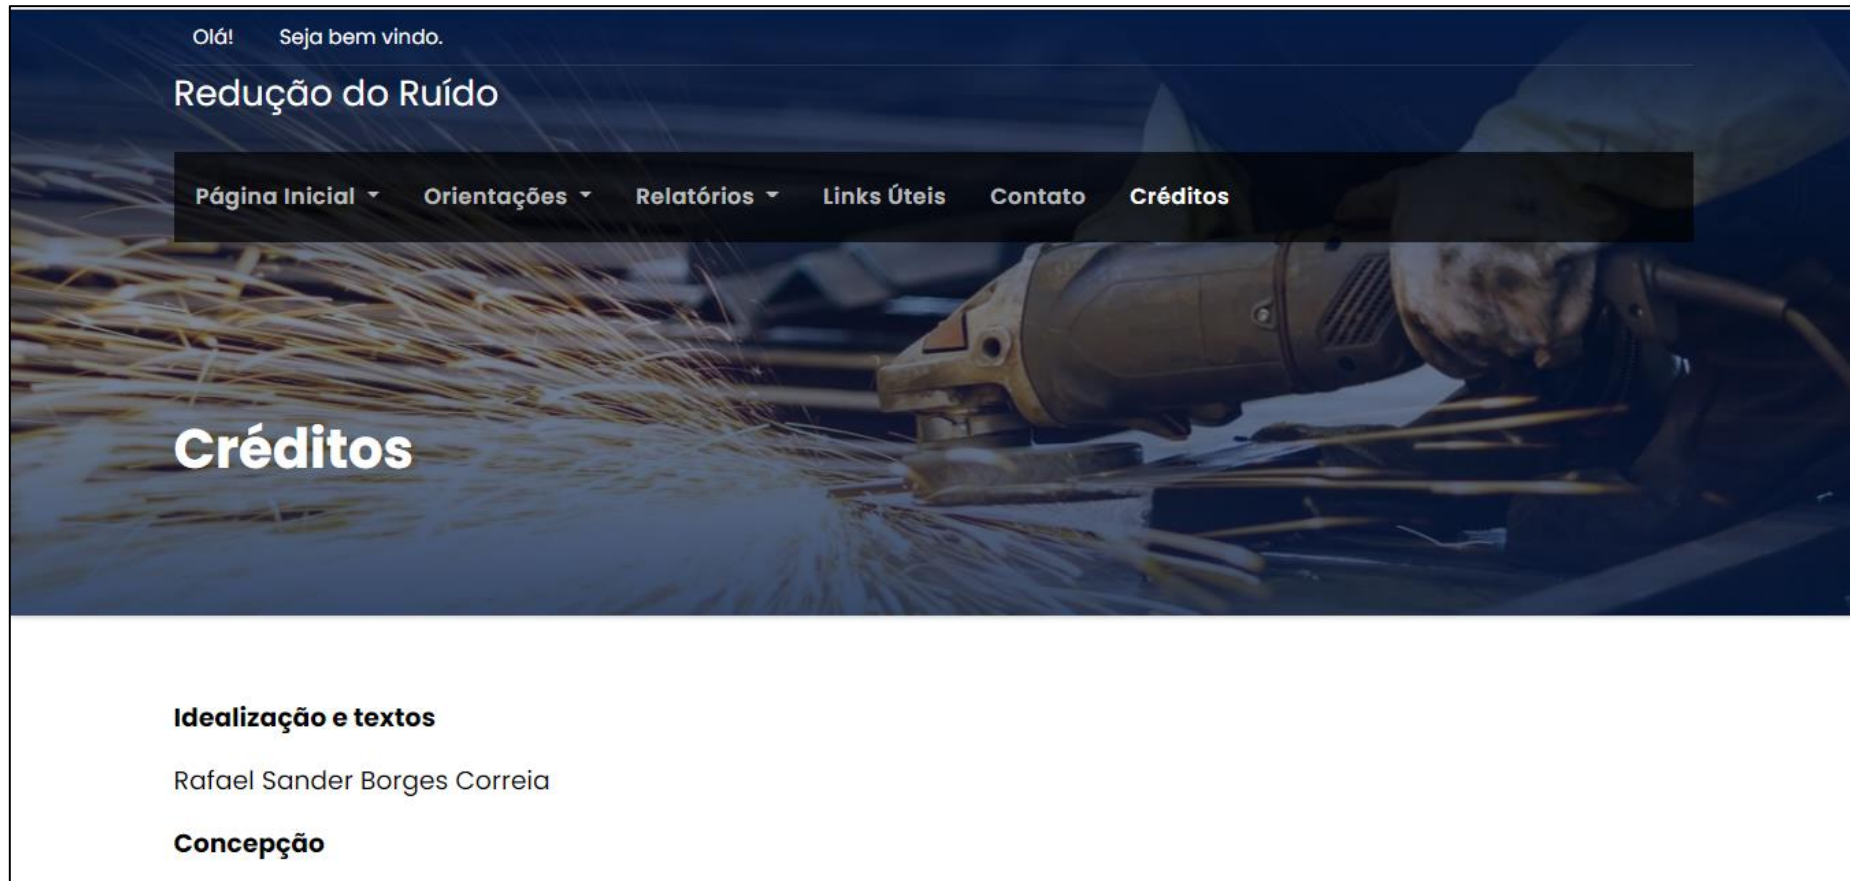 Olá! Seja bem vindo.
Redução do Ruído
Página Inicial Orientações Relatórios Links Úteis Contato Créditos
Créditos
Idealização e textos
Rafael Sander Borges Correia
Concepção